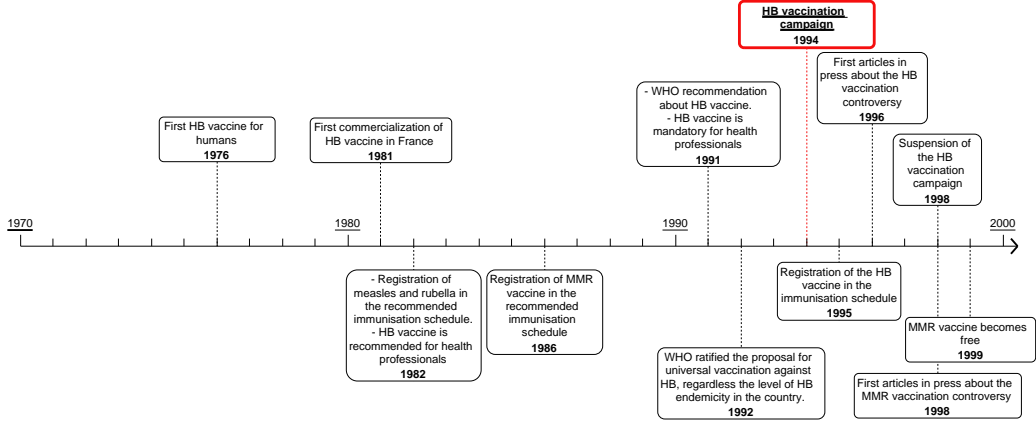 HB vaccination
campaign
1994
First articles in
press about the HB
vaccination
controversy
1996
- WHO recommendation
about HB vaccine.
- HB vaccine is
mandatory for health
professionals
1991
First HB vaccine for
humans
1976
First commercialization of
HB vaccine in France
1981
Suspension of
the HB
vaccination
campaign
1998
1970
1980
1990
2000
- Registration of
measles and rubella in
the recommended
immunisation schedule.
- HB vaccine is
recommended for health
professionals
1982
Registration of MMR
vaccine in the
recommended
immunisation
schedule
1986
Registration of the HB
vaccine in the
immunisation schedule
1995
MMR vaccine becomes
free
1999
WHO ratified the proposal for
universal vaccination against
HB, regardless the level of HB
endemicity in the country.
1992
First articles in press about the
MMR vaccination controversy
1998